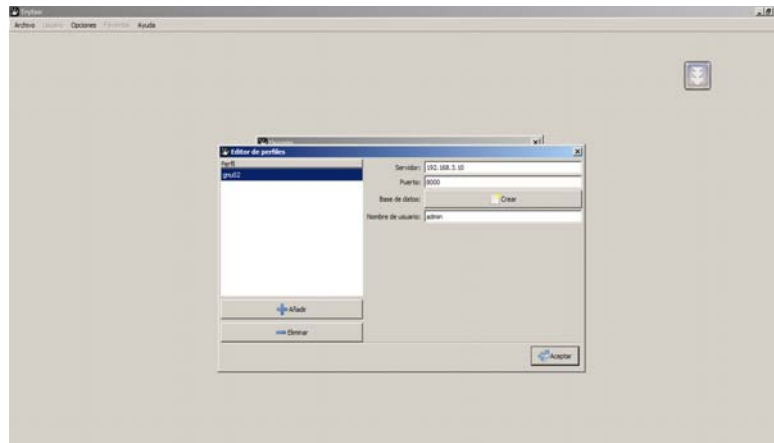 Tryton
Archivo Usuario Opciones Favoritos Ayuda
Editor de perfiles
Perfil
gnu02
Servidor: 192.168.3.10
Puerto: 8000
Base de datos: Crear
Nombre de usuario: admin
Añadir
Eliminar
Aceptar